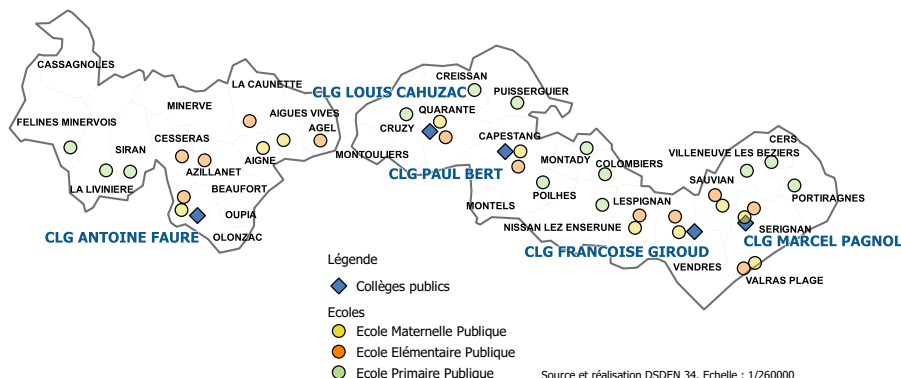 CASSAGNOLES
LA CAUNETTE
MINERVE
FELINES MINERVOIS
AIGUES VIVES
CESSERAS
AGEL
SIRAN
AIGNE
AZILLANET
LA LIVINIERE
BEAUFORT
OUPIA
CLG ANTOINE FAURE
OLONZAC
CREISSAN
CLG LOUIS CAHUZAC
PUISSERGUIER
QUARANTE
CRUZY
CAPESTANG
MONTOULIERS
CLG PAUL BERT
MONTADY
COLOMBIERS
POILHES
MONTELS
LESPIGNAN
NISSAN LEZ ENSERUNE
CLG FRANCOISE GIROUD
CERS
VILLENEUVE LES BEZIERS
SAUVIAN
PORTIRAGNES
SERIGNAN
CLG MARCEL PAGNOL
VENDRES
VALRAS PLAGE
Légende
Collèges publics
Ecoles
Ecole Maternelle Publique
Ecole Elémentaire Publique
Ecole Primaire Publique
Source et réalisation DSDEN 34. Echelle : 1/260000